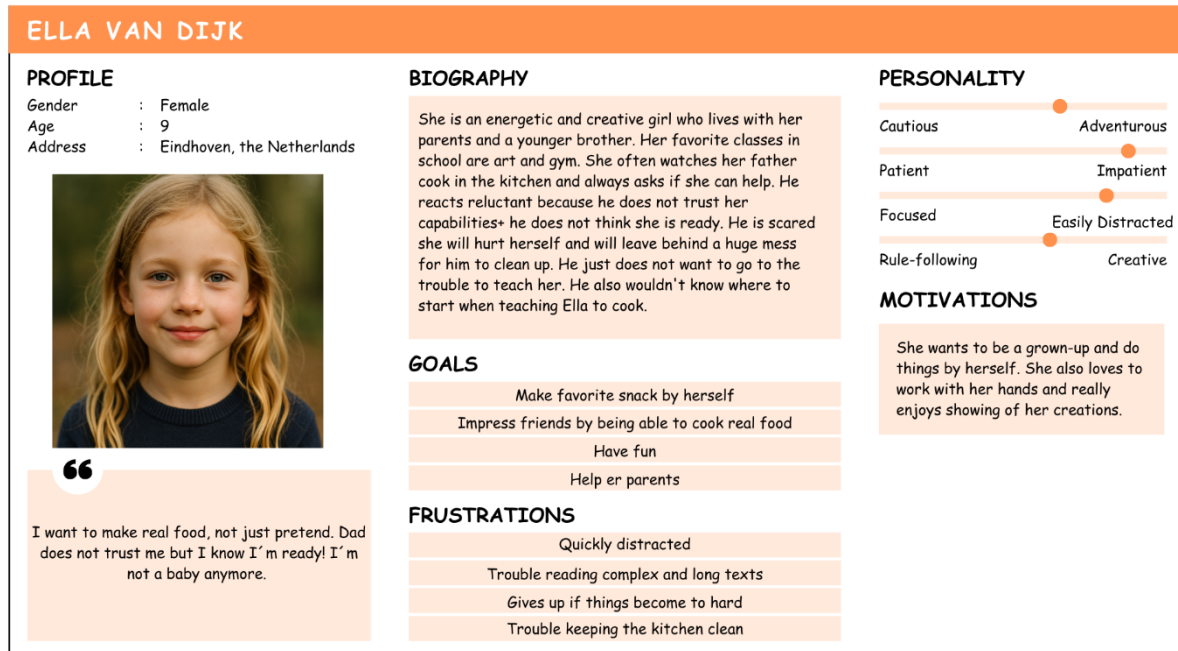 ELLA VAN DIJK
PROFILE
Gender : Female
Age : 9
Address : Eindhoven, the Netherlands
I want to make real food, not just pretend. Dad
does not trust me but I know I´m ready! I´m
not a baby anymore.
BIOGRAPHY
She is an energetic and creative girl who lives with her
parents and a younger brother. Her favorite classes in
school are art and gym. She often watches her father
cook in the kitchen and always asks if she can help. He
reacts reluctant because he does not trust her
capabilities+ he does not think she is ready. He is scared
she will hurt herself and will leave behind a huge mess
for him to clean up. He just does not want to go to the
trouble to teach her. He also wouldn't know where to
start when teaching Ella to cook.
GOALS
Make favorite snack by herself
Impress friends by being able to cook real food
Have fun
Help er parents
FRUSTRATIONS
Quickly distracted
Trouble reading complex and long texts
Gives up if things become to hard
Trouble keeping the kitchen clean
PERSONALITY
Cautious Adventurous
Patient Impatient
Focused Easily Distracted
Rule-following Creative
MOTIVATIONS
She wants to be a grown-up and do
things by herself. She also loves to
work with her hands and really
enjoys showing of her creations.